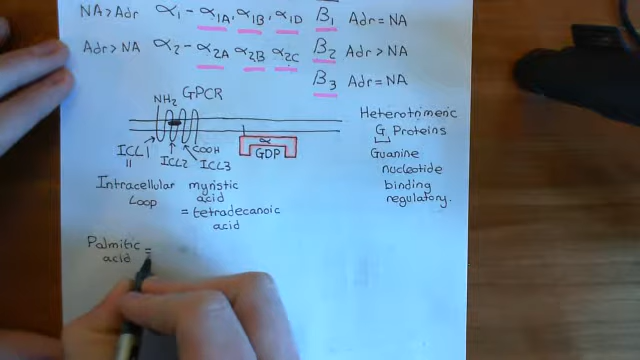 NA>Adr α1 - α1A, α1B, α1D β1 Adr = NA
Adr>NA α2 - α2A α2B α2C β2 Adr > NA
β3 Adr = NA
NH2 GPCR
ICL1 ICL2 COOH ICL3
α
GDP
Heterotrimeric
G Proteins
Guanine
nucleotide
binding
regulatory.
=
Intracellular
Loop
myristic
acid
= tetradecanoic
acid
Palmitic =
acid